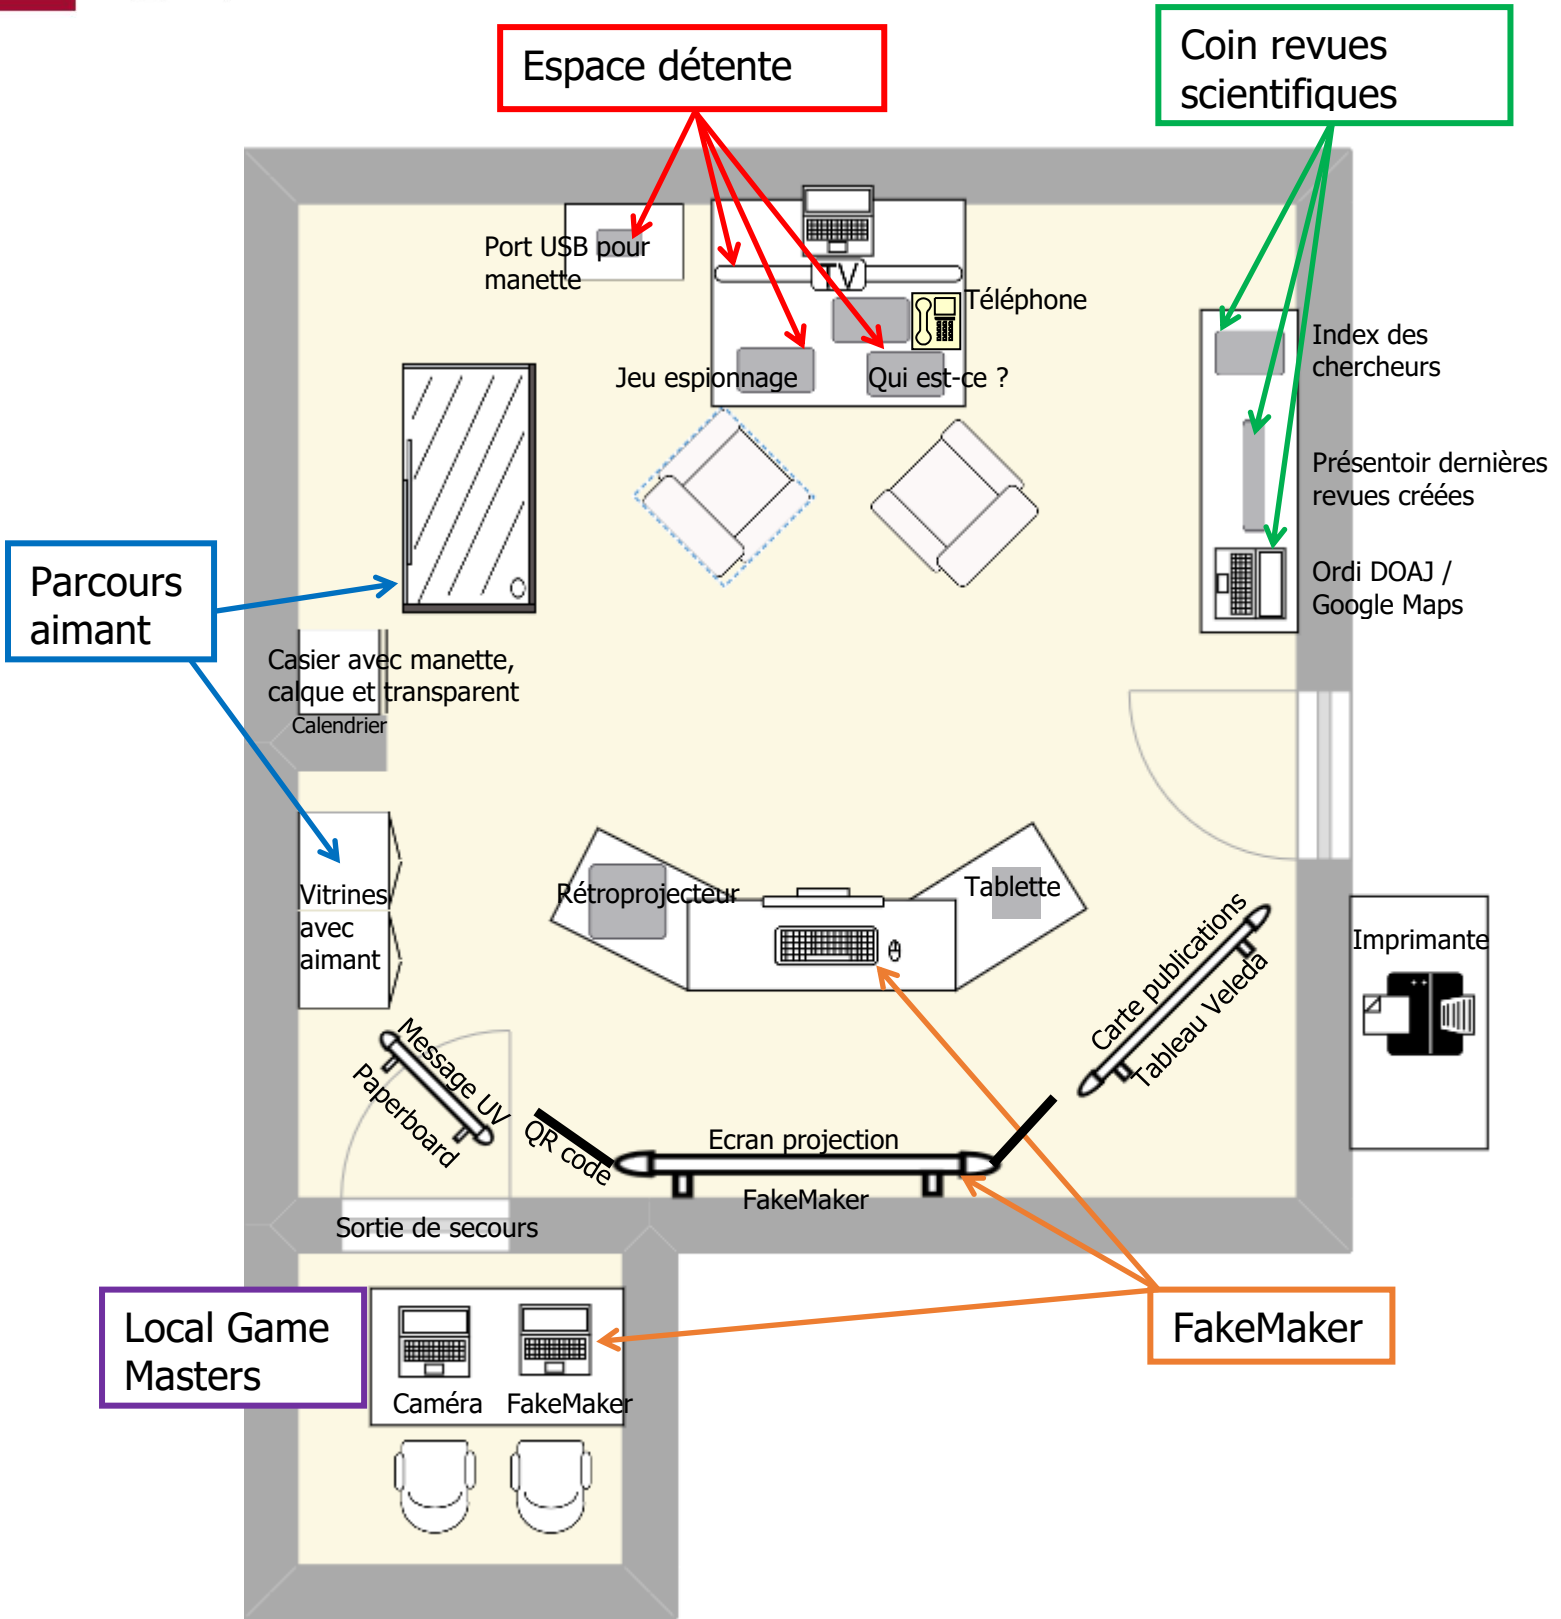 Espace détente
Coin revues
scientifiques
Port USB pour
manette
TV
Téléphone
Jeu espionnage
Qui est-ce ?
Index des
chercheurs
Présentoir dernières
revues créées
Ordi DOAJ /
Google Maps
Parcours
aimant
Casier avec manette,
calque et transparent
Calendrier
Vitrines
avec
aimant
Rétroprojecteur
Tablette
Imprimante
Carte publications
Tableau Veleda
Message UV
Paperboard
QR code
Ecran projection
FakeMaker
Sortie de secours
Local Game
Masters
Caméra
FakeMaker
FakeMaker